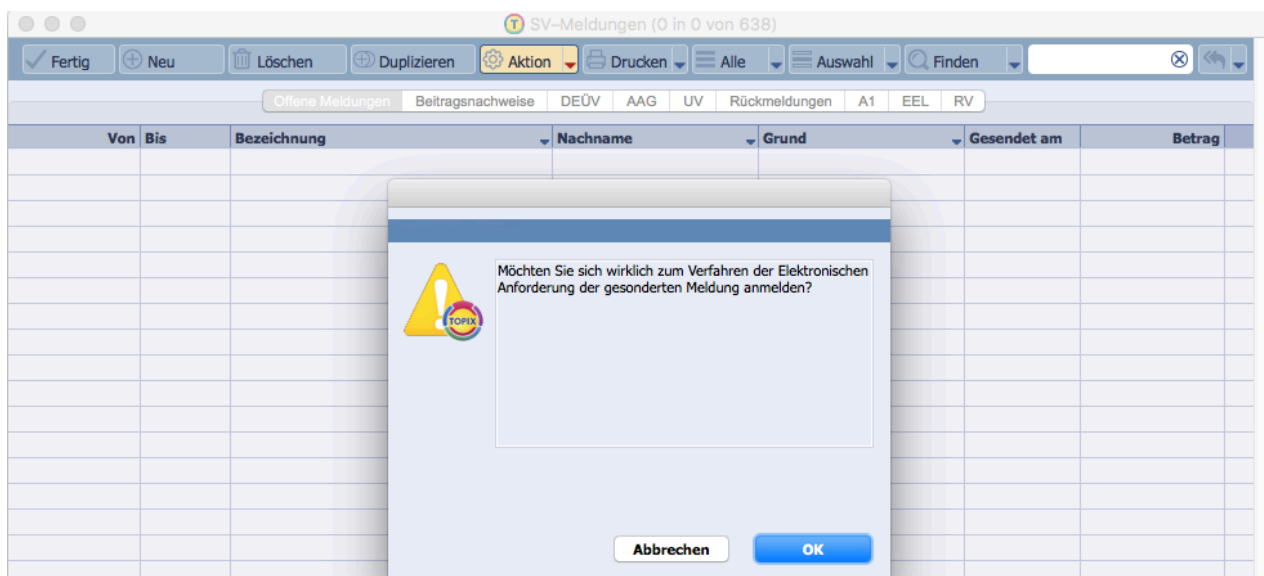 SV–Meldungen (0 in 0 von 638)
Fertig Neu Löschen Duplizieren Aktion Drucken Alle Auswahl Finden
Offene Meldungen Beitragsnachweise DEÜV AAG UV Rückmeldungen A1 EEL RV
Von Bis Bezeichnung Nachname Grund Gesendet am Betrag
Möchten Sie sich wirklich zum Verfahren der Elektronischen
Anforderung der gesonderten Meldung anmelden?
TOPIX
Abbrechen OK